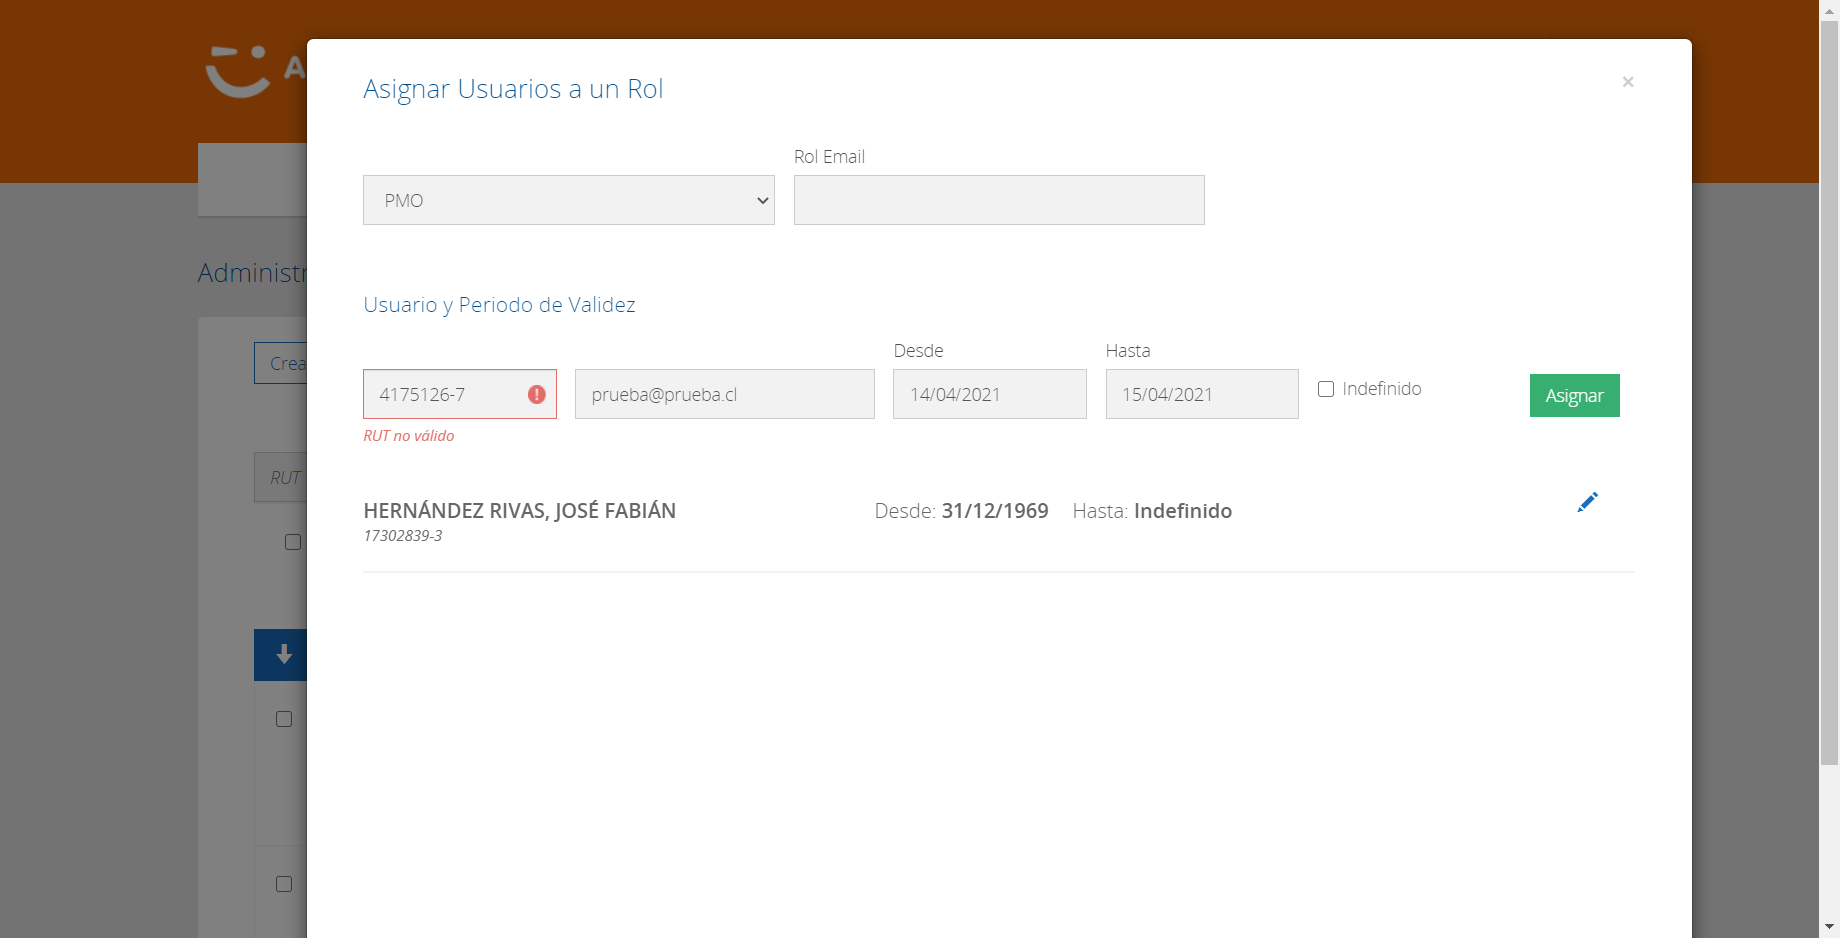 A
Asignar Usuarios a un Rol
×
Rol Email
PMO
Administr
Usuario y Periodo de Validez
Desde
Hasta
Crea
4175126-7
prueba@prueba.cl
14/04/2021
15/04/2021
Indefinido
Asignar
RUT no válido
RUT
HERNÁNDEZ RIVAS, JOSÉ FABIÁN
Desde: 31/12/1969
Hasta: Indefinido
17302839-3